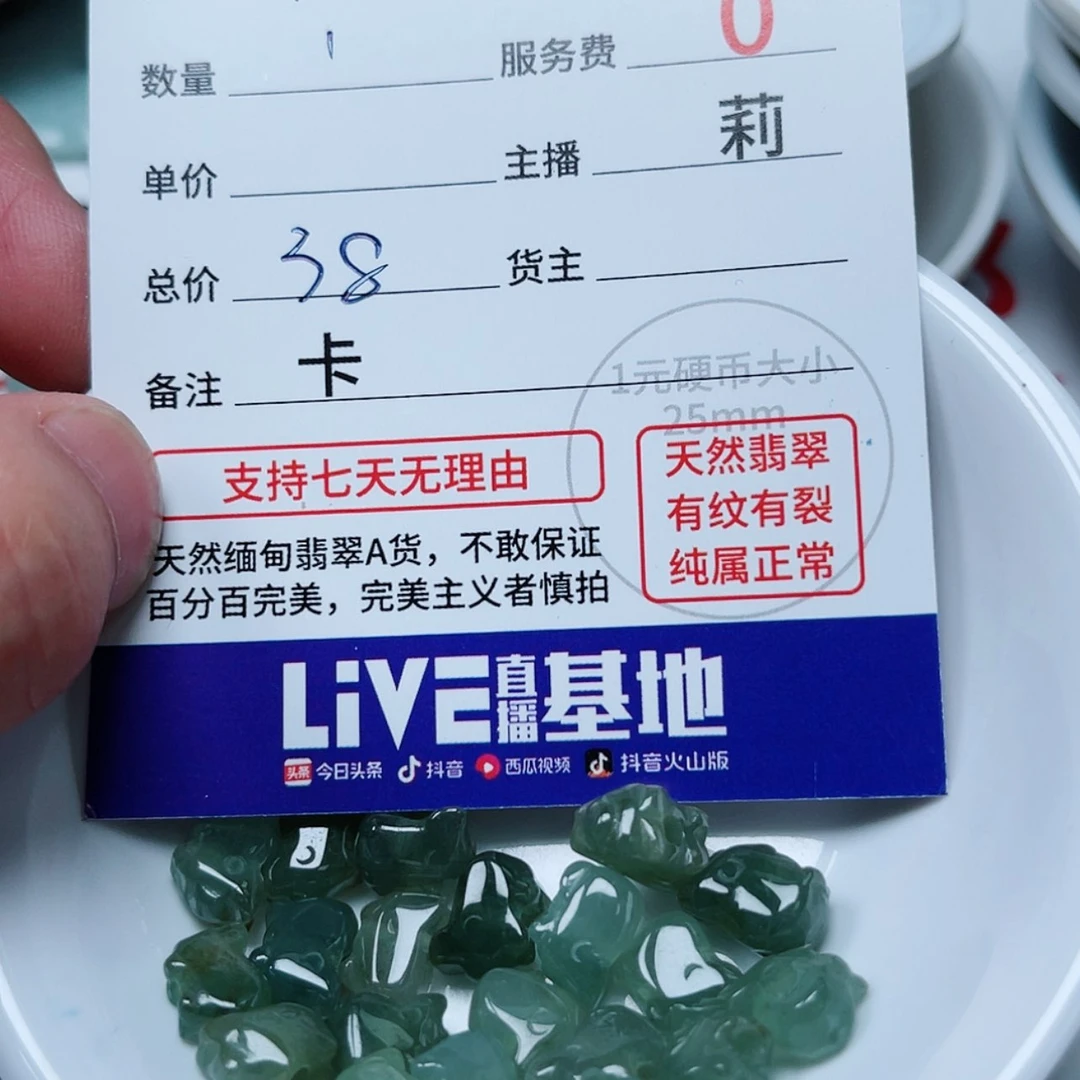 数量 1 服务费 0
单价 主播 莉
总价 38 货主
备注 卡
1元硬币大小
25mm
支持七天无理由
天然翡翠
有纹有裂
纯属正常
天然缅甸翡翠A货，不敢保证
百分百完美，完美主义者慎拍
LiVE直播基地
头条 今日头条 抖音 西瓜视频 抖音火山版